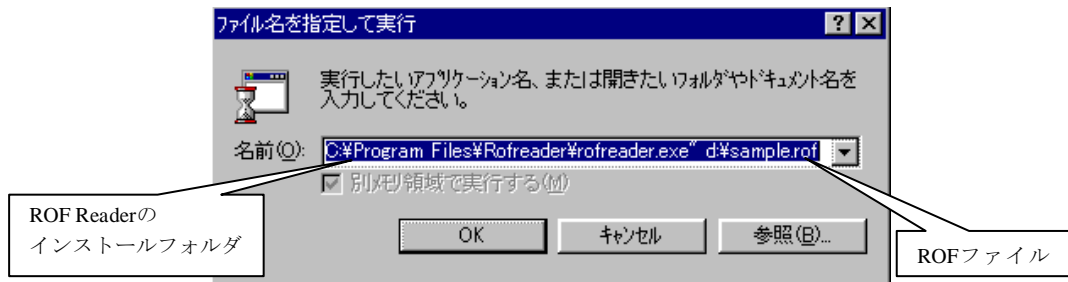 ファイル名を指定して実行
実行したいアプリケーション名、または開きたいフォルダやドキュメント名を
入力してください。
名前(O):
C:¥Program Files¥Rofreader¥rofreader.exe" d:¥sample.rof
別メモリ領域で実行する(M)
ROF Readerの
インストールフォルダ
OK
キャンセル
参照(B)...
ROFファイル